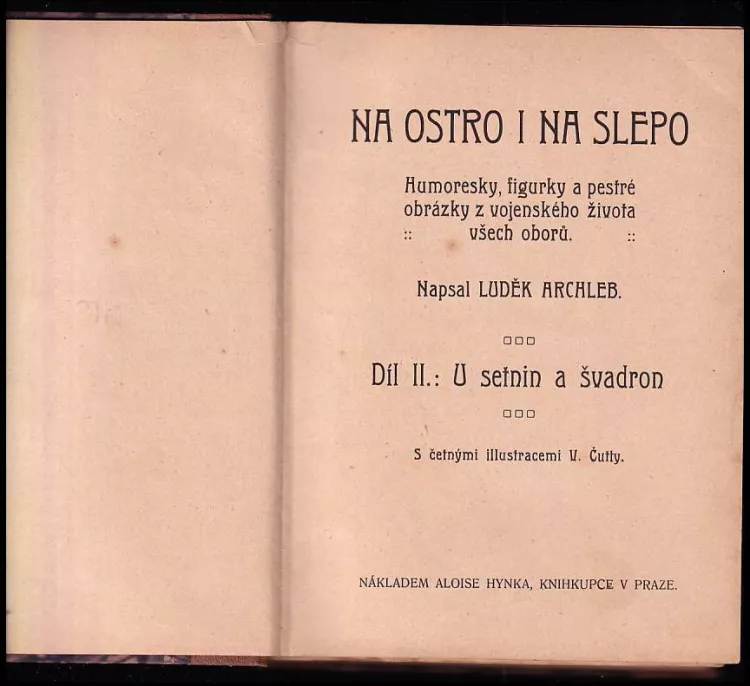 NA OSTRO I NA SLEPO
Humoresky, figurky a pestré
obrázky z vojenského života
:: všech oborů. ::
Napsal LUDĚK ARCHLEB.
□□□
Díl II.: U setnin a švadron
□□□
S četnými illustracemi V. Čutty.
NÁKLADEM ALOISE HYNKA, KNIHKUPCE V PRAZE.